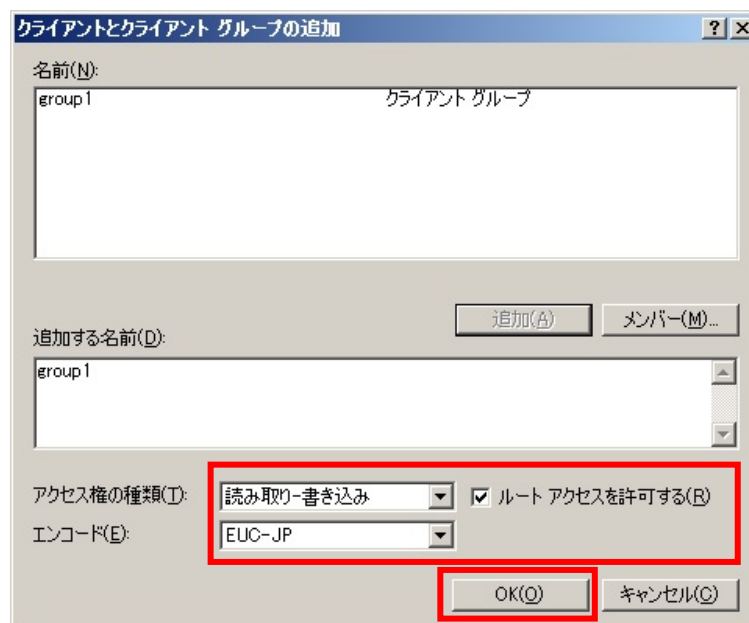 クライアントとクライアント グループの追加
名前(N):
group1 クライアント グループ
追加(A) メンバー(M)...
追加する名前(D):
group1
アクセス権の種類(T): 読み取り-書き込み ルート アクセスを許可する(R)
エンコード(E): EUC-JP
OK(O) キャンセル(C)